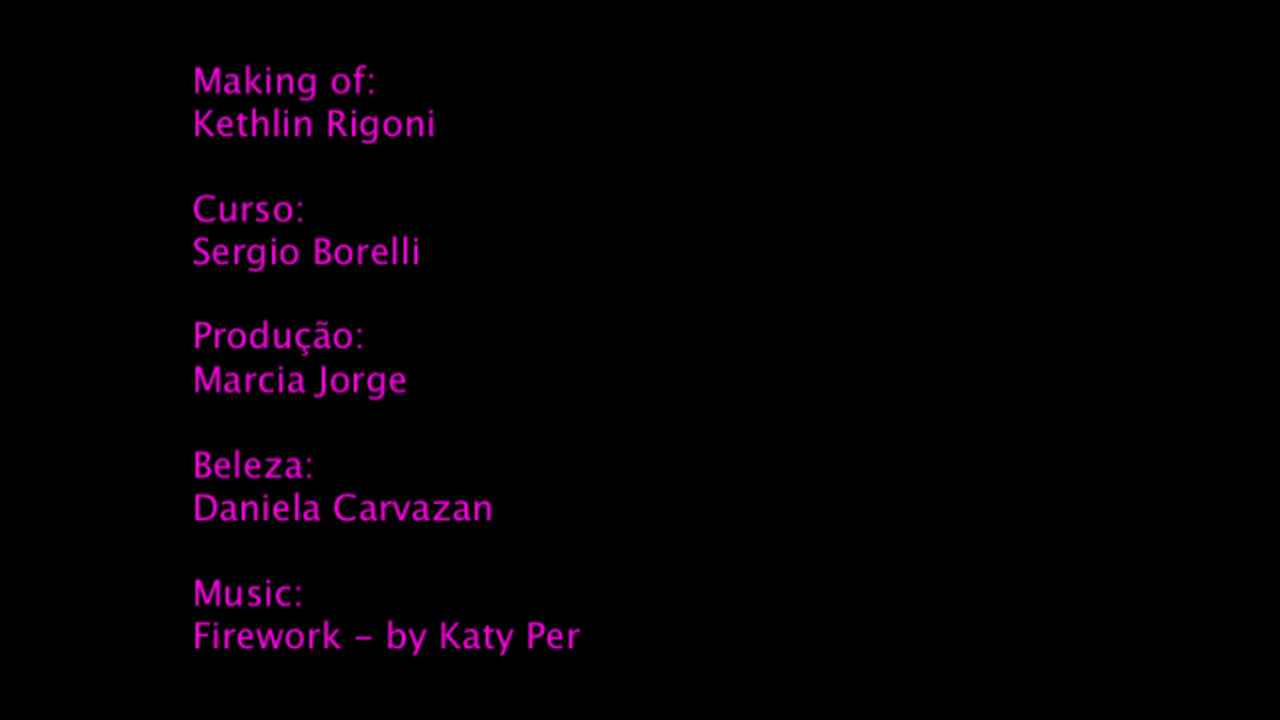 Making of:
Kethlin Rigoni
Curso:
Sergio Borelli
Produção:
Marcia Jorge
Beleza:
Daniela Carvazan
Music:
Firework - by Katy Per